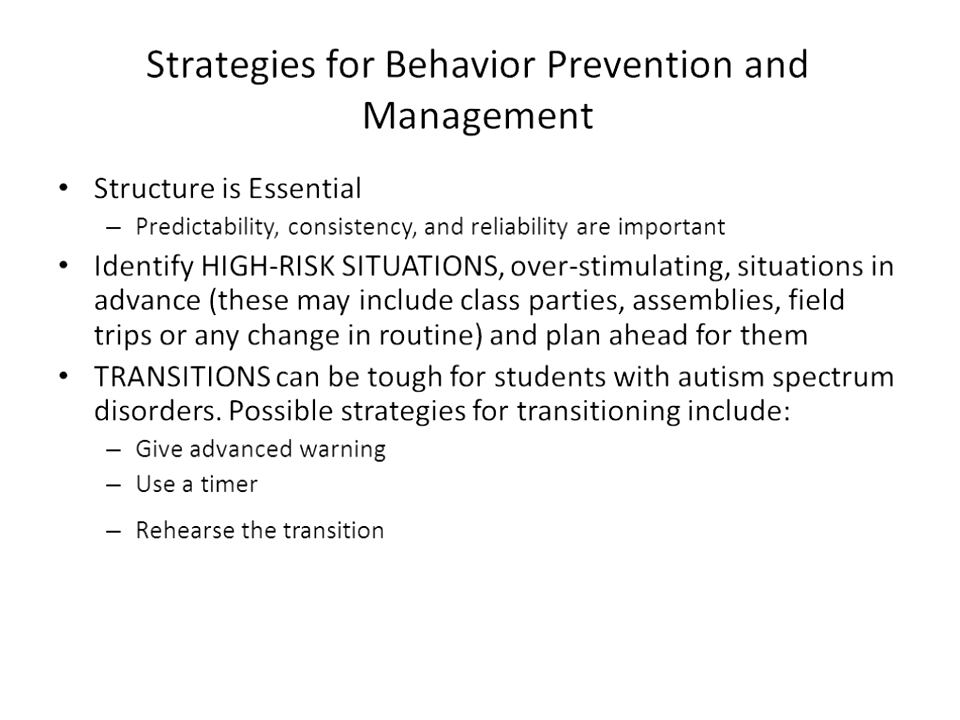 Strategies for Behavior Prevention and
Management
• Structure is Essential
– Predictability, consistency, and reliability are important
• Identify HIGH-RISK SITUATIONS, over-stimulating, situations in
advance (these may include class parties, assemblies, field
trips or any change in routine) and plan ahead for them
• TRANSITIONS can be tough for students with autism spectrum
disorders. Possible strategies for transitioning include:
– Give advanced warning
– Use a timer
– Rehearse the transition